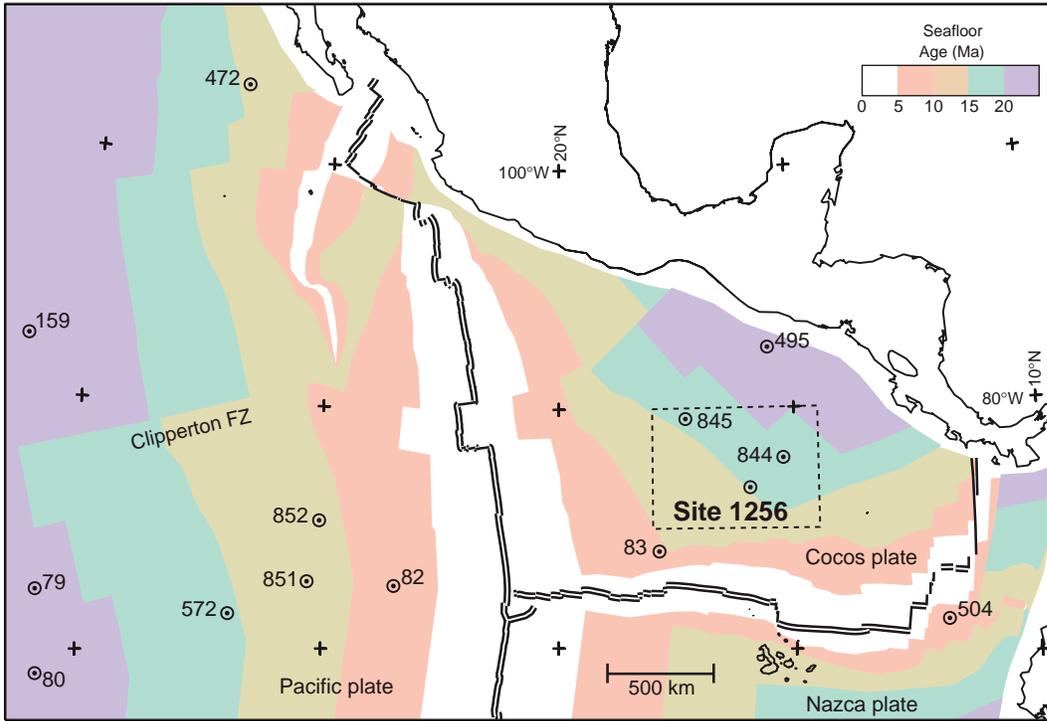 Seafloor
Age (Ma)
0 5 10 15 20
472
20°N
100°W
159
495
80°W
10°N
Clipperton FZ
845
844
852
Site 1256
83
Cocos plate
79
851
82
572
504
80
Pacific plate
500 km
Nazca plate